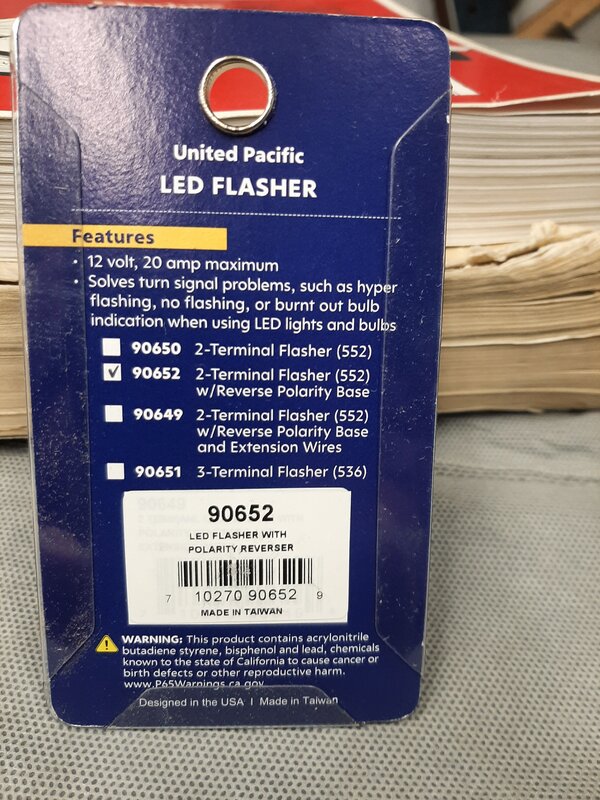 United Pacific
LED FLASHER
Features
· 12 volt, 20 amp maximum
· Solves turn signal problems, such as hyper
flashing, no flashing, or burnt out bulb
indication when using LED lights and bulbs
90650 2-Terminal Flasher (552)
✓ 90652 2-Terminal Flasher (552)
w/Reverse Polarity Base
90649 2-Terminal Flasher (552)
w/Reverse Polarity Base
and Extension Wires
90651 3-Terminal Flasher (536)
90652
LED FLASHER WITH
POLARITY REVERSER
7 10270 90652 9
MADE IN TAIWAN
WARNING: This product contains acrylonitrile
butadiene styrene, bisphenol and lead, chemicals
known to the state of California to cause cancer or
birth defects or other reproductive harm.
www.P65Warnings.ca.gov
Designed in the USA | Made in Taiwan